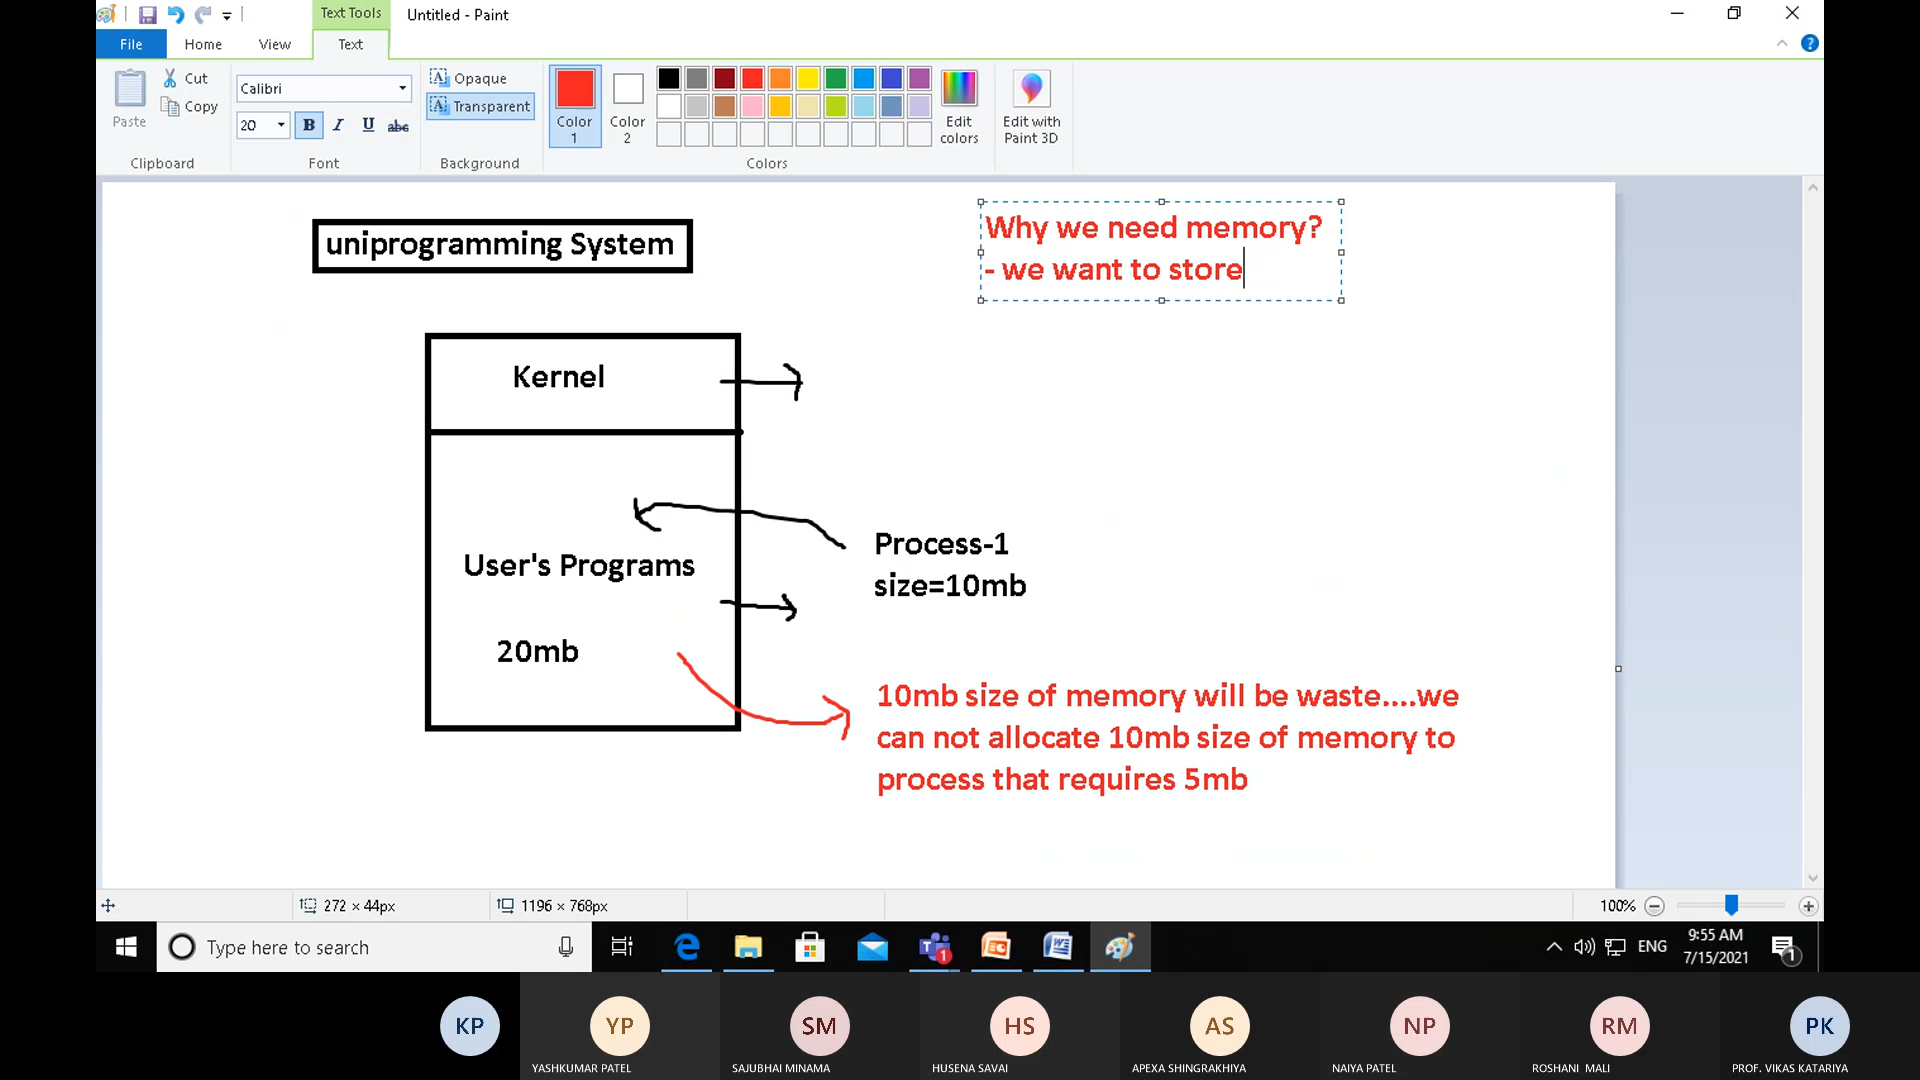 Text Tools
Untitled - Paint
File
Home
View
Text
Paste
Cut
Copy
Clipboard
Calibri
20
B I U abc
Font
Opaque
Transparent
Background
Color 1
Color 2
Edit colors
Colors
Edit with Paint 3D
uniprogramming System
Why we need memory?
- we want to store
Kernel
User's Programs
20mb
Process-1
size=10mb
10mb size of memory will be waste....we
can not allocate 10mb size of memory to
process that requires 5mb
272 × 44px
1196 × 768px
100%
Type here to search
1
ENG
9:55 AM
7/15/2021
1
KP
YP
SM
HS
AS
NP
RM
PK
YASHKUMAR PATEL
SAJUBHAI MINAMA
HUSENA SAVAI
APEXA SHINGRAKHIYA
NAIYA PATEL
ROSHANI MALI
PROF. VIKAS KATARIYA